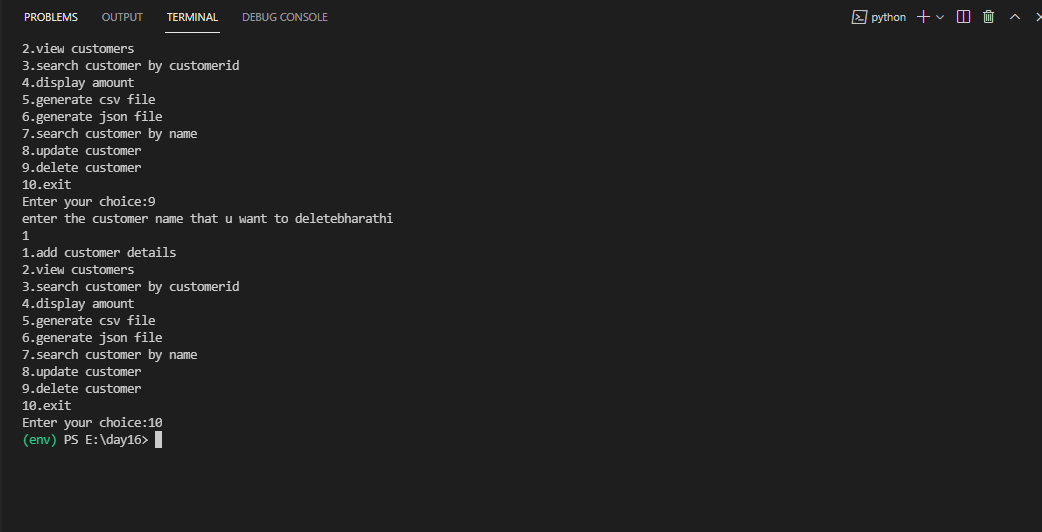 PROBLEMS OUTPUT TERMINAL DEBUG CONSOLE python
2.view customers
3.search customer by customerid
4.display amount
5.generate csv file
6.generate json file
7.search customer by name
8.update customer
9.delete customer
10.exit
Enter your choice:9
enter the customer name that u want to deletebharathi
1
1.add customer details
2.view customers
3.search customer by customerid
4.display amount
5.generate csv file
6.generate json file
7.search customer by name
8.update customer
9.delete customer
10.exit
Enter your choice:10
(env) PS E:\day16>